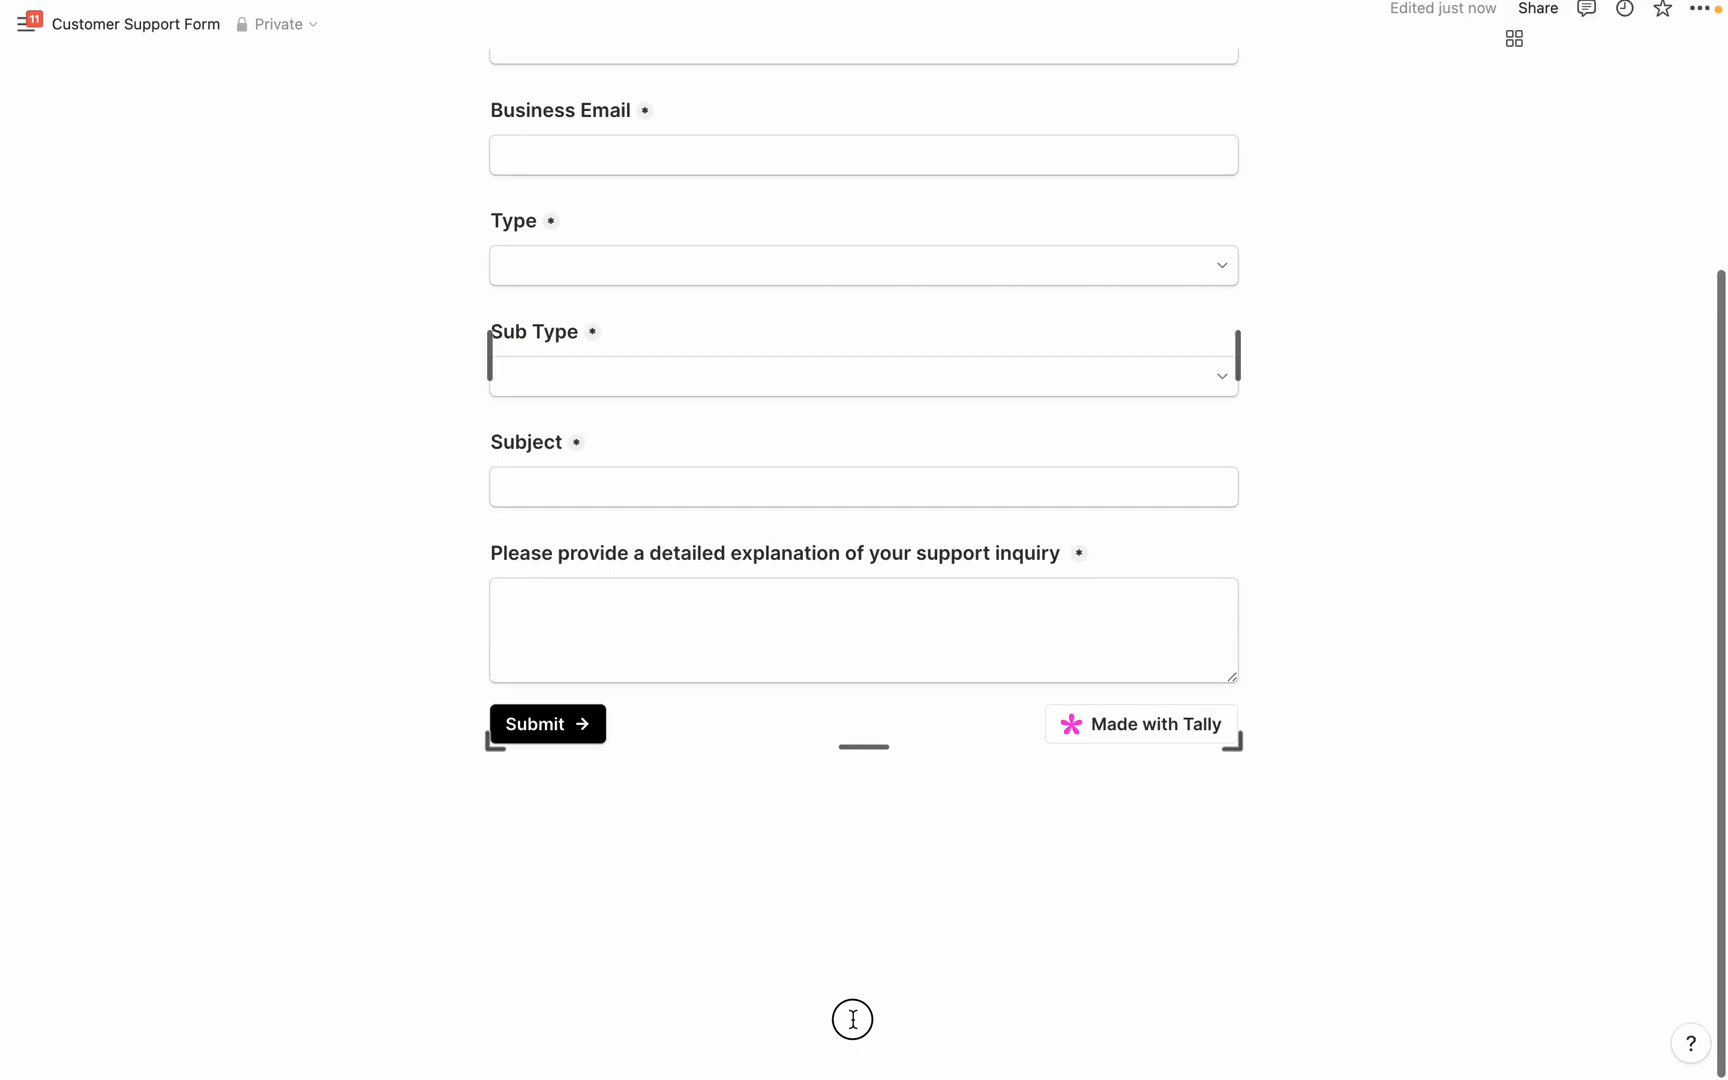 11
Customer Support Form
Private
Edited just now
Share
Business Email *
Type *
Sub Type *
Subject *
Please provide a detailed explanation of your support inquiry *
Submit →
Made with Tally
?